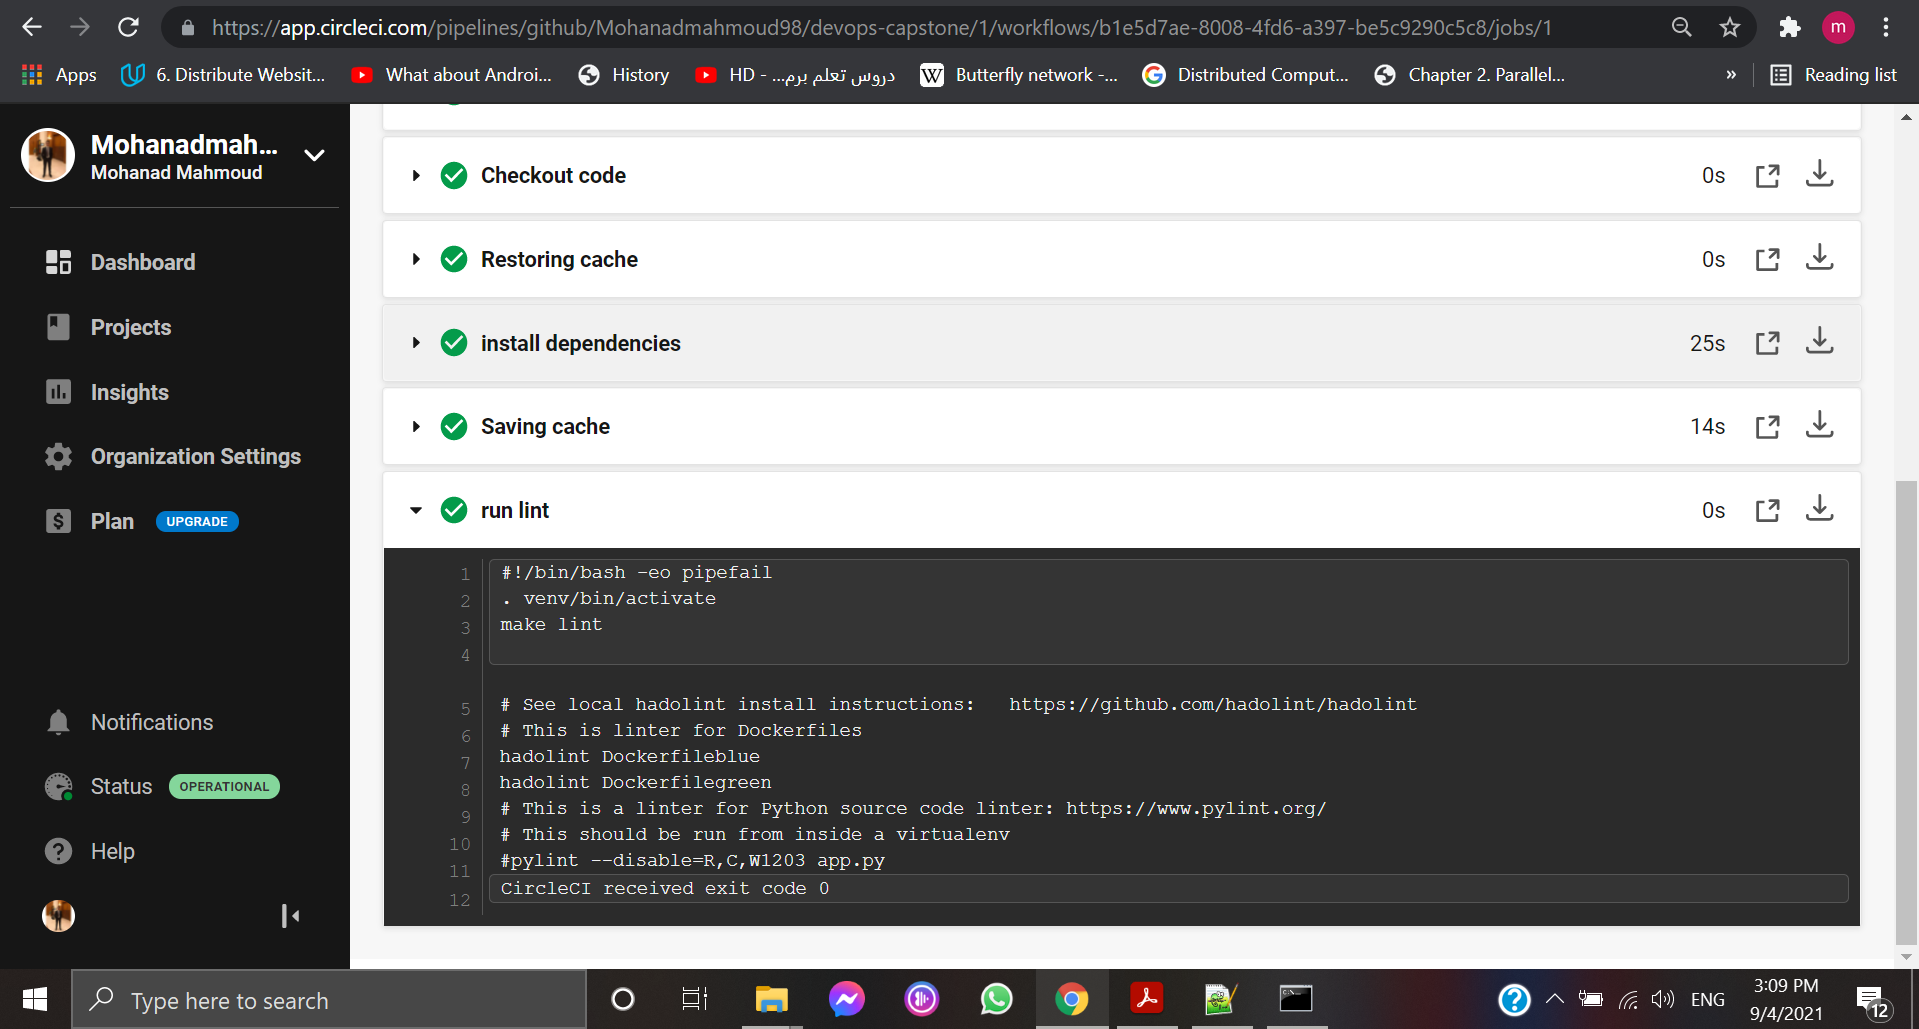 https://app.circleci.com/pipelines/github/Mohanadmahmoud98/devops-capstone/1/workflows/b1e5d7ae-8008-4fd6-a397-be5c9290c5c8/jobs/1
m
Apps
6. Distribute Websit...
What about Androi...
History
HD - ...دروس تعلم برم
W
Butterfly network -...
Distributed Comput...
Chapter 2. Parallel...
»
Reading list
Mohanadmah...
Mohanad Mahmoud
Dashboard
Projects
Insights
Organization Settings
Plan UPGRADE
Notifications
Status OPERATIONAL
Help
Checkout code 0s
Restoring cache 0s
install dependencies 25s
Saving cache 14s
run lint 0s
1 #!/bin/bash -eo pipefail
2 . venv/bin/activate
3 make lint
4
5 # See local hadolint install instructions:   https://github.com/hadolint/hadolint
6 # This is linter for Dockerfiles
7 hadolint Dockerfileblue
8 hadolint Dockerfilegreen
9 # This is a linter for Python source code linter: https://www.pylint.org/
10 # This should be run from inside a virtualenv
11 #pylint --disable=R,C,W1203 app.py
12 CircleCI received exit code 0
Type here to search
ENG
3:09 PM
9/4/2021
12